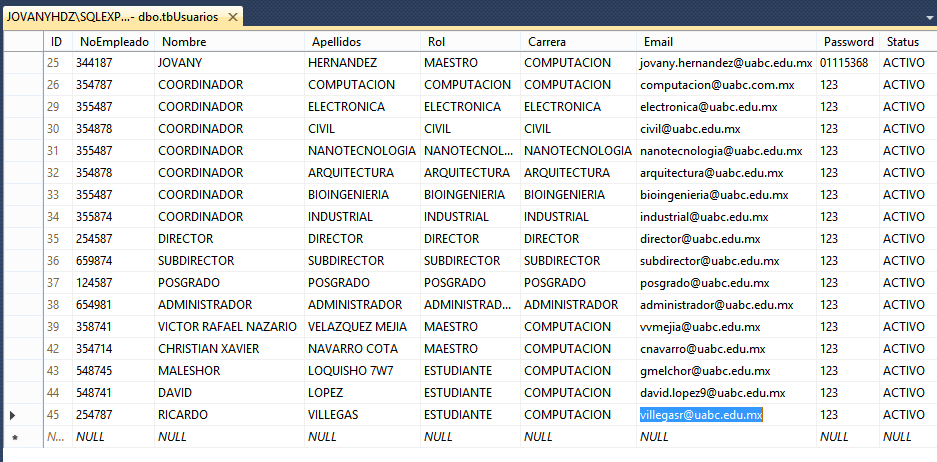 JOVANYHDZ\SQLEXP...- dbo.tbUsuarios
ID NoEmpleado Nombre Apellidos Rol Carrera Email Password Status
25 344187 JOVANY HERNANDEZ MAESTRO COMPUTACION jovany.hernandez@uabc.edu.mx 01115368 ACTIVO
26 354787 COORDINADOR COMPUTACION COMPUTACION COMPUTACION computacion@uabc.com.mx 123 ACTIVO
29 355487 COORDINADOR ELECTRONICA ELECTRONICA ELECTRONICA electronica@uabc.edu.mx 123 ACTIVO
30 354878 COORDINADOR CIVIL CIVIL CIVIL civil@uabc.edu.mx 123 ACTIVO
31 355487 COORDINADOR NANOTECNOLOGIA NANOTECNOL... NANOTECNOLOGIA nanotecnologia@uabc.edu.mx 123 ACTIVO
32 354878 COORDINADOR ARQUITECTURA ARQUITECTURA ARQUITECTURA arquitectura@uabc.edu.mx 123 ACTIVO
33 355487 COORDINADOR BIOINGENIERIA BIOINGENIERIA BIOINGENIERIA bioingenieria@uabc.edu.mx 123 ACTIVO
34 355874 COORDINADOR INDUSTRIAL INDUSTRIAL INDUSTRIAL industrial@uabc.edu.mx 123 ACTIVO
35 254587 DIRECTOR DIRECTOR DIRECTOR DIRECTOR director@uabc.edu.mx 123 ACTIVO
36 659874 SUBDIRECTOR SUBDIRECTOR SUBDIRECTOR SUBDIRECTOR subdirector@uabc.edu.mx 123 ACTIVO
37 124587 POSGRADO POSGRADO POSGRADO POSGRADO posgrado@uabc.edu.mx 123 ACTIVO
38 654981 ADMINISTRADOR ADMINISTRADOR ADMINISTRAD... ADMINISTRADOR administrador@uabc.edu.mx 123 ACTIVO
39 358741 VICTOR RAFAEL NAZARIO VELAZQUEZ MEJIA MAESTRO COMPUTACION vvmejia@uabc.edu.mx 123 ACTIVO
42 354714 CHRISTIAN XAVIER NAVARRO COTA MAESTRO COMPUTACION cnavarro@uabc.edu.mx 123 ACTIVO
43 548745 MALESHOR LOQUISHO 7W7 ESTUDIANTE COMPUTACION gmelchor@uabc.edu.mx 123 ACTIVO
44 548741 DAVID LOPEZ ESTUDIANTE COMPUTACION david.lopez9@uabc.edu.mx 123 ACTIVO
45 254787 RICARDO VILLEGAS ESTUDIANTE COMPUTACION villegasr@uabc.edu.mx 123 ACTIVO
N... NULL NULL NULL NULL NULL NULL NULL NULL